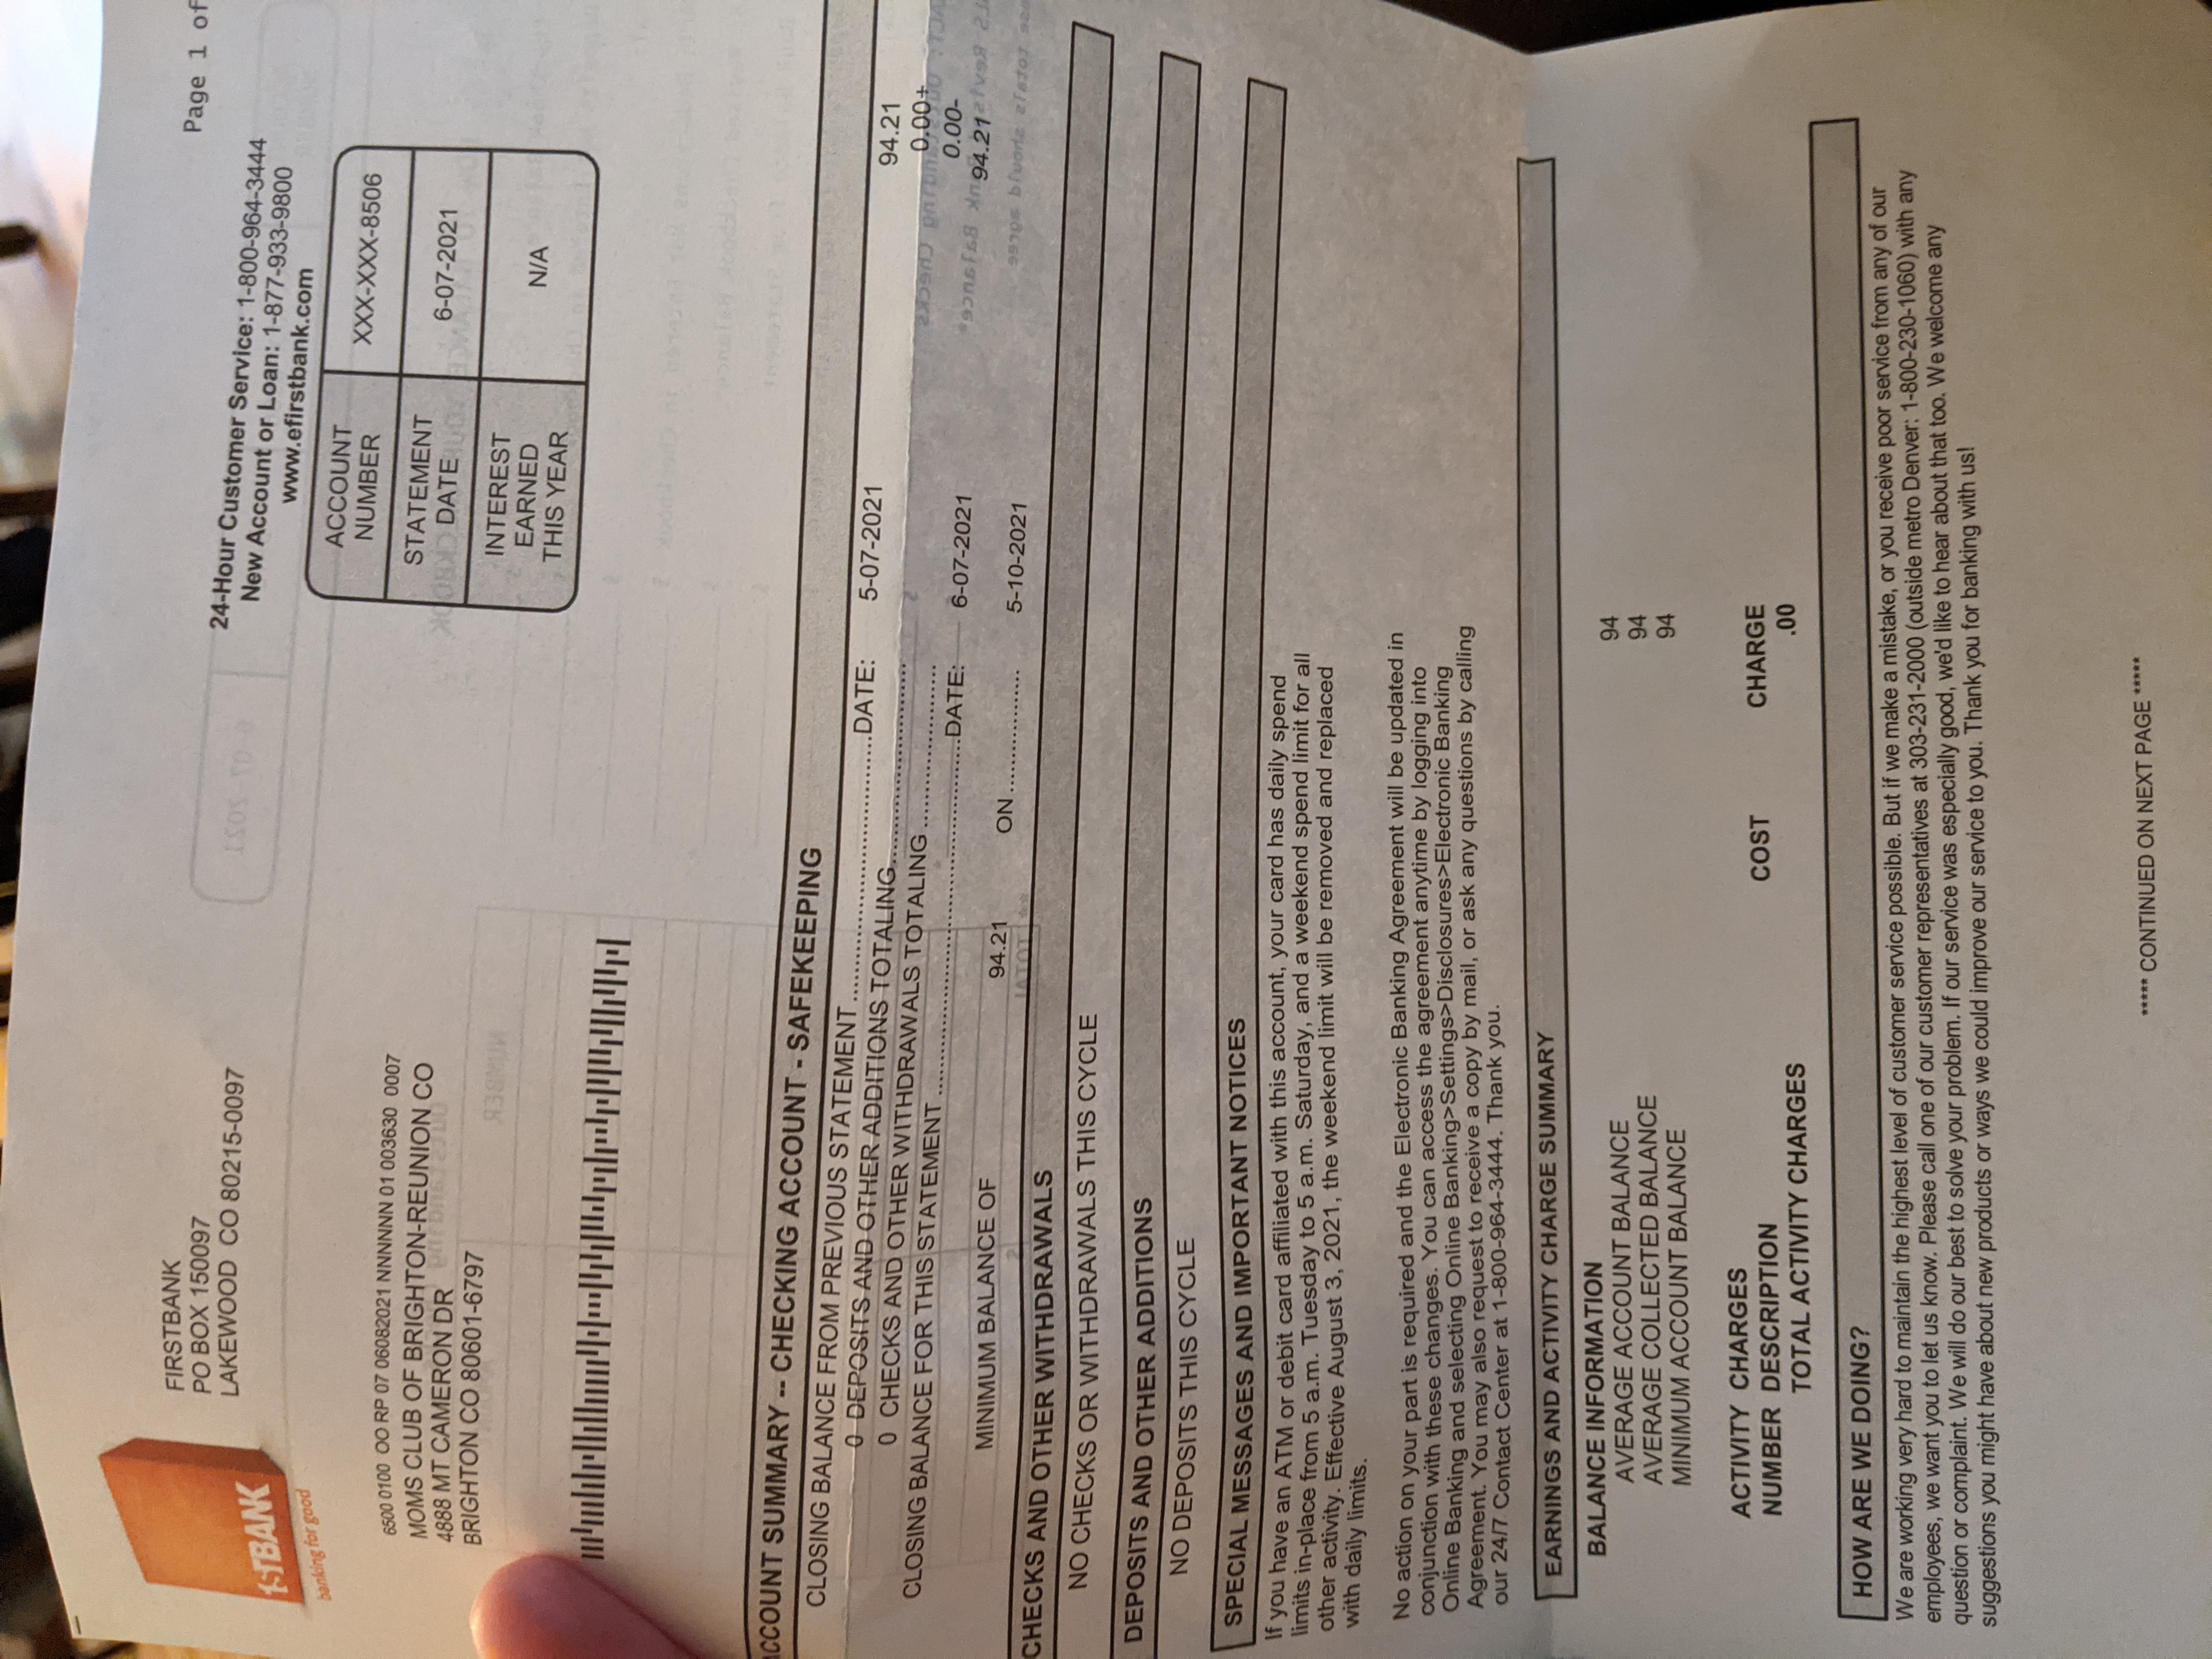 1STBANK
banking for good
FIRSTBANK
PO BOX 150097
LAKEWOOD CO 80215-0097
Page 1 of
24-Hour Customer Service: 1-800-964-3444
New Account or Loan: 1-877-933-9800
www.efirstbank.com
ACCOUNT NUMBER XXX-XXX-8506
STATEMENT DATE 6-07-2021
INTEREST EARNED THIS YEAR N/A
6500 0100 OO RP 07 06082021 NNNNNN 01 003630 0007
MOMS CLUB OF BRIGHTON-REUNION CO
4888 MT CAMERON DR
BRIGHTON CO 80601-6797
ACCOUNT SUMMARY -- CHECKING ACCOUNT - SAFEKEEPING
CLOSING BALANCE FROM PREVIOUS STATEMENT ........................................DATE: 5-07-2021 94.21
0 DEPOSITS AND OTHER ADDITIONS TOTALING.............................. 0.00+
0 CHECKS AND OTHER WITHDRAWALS TOTALING ........................ 0.00-
CLOSING BALANCE FOR THIS STATEMENT .....................................................DATE: 6-07-2021 94.21
MINIMUM BALANCE OF 94.21 ON .................. 5-10-2021
CHECKS AND OTHER WITHDRAWALS
NO CHECKS OR WITHDRAWALS THIS CYCLE
DEPOSITS AND OTHER ADDITIONS
NO DEPOSITS THIS CYCLE
SPECIAL MESSAGES AND IMPORTANT NOTICES
If you have an ATM or debit card affiliated with this account, your card has daily spend
limits in-place from 5 a.m. Tuesday to 5 a.m. Saturday, and a weekend spend limit for all
other activity. Effective August 3, 2021, the weekend limit will be removed and replaced
with daily limits.
No action on your part is required and the Electronic Banking Agreement will be updated in
conjunction with these changes. You can access the agreement anytime by logging into
Online Banking and selecting Online Banking>Settings>Disclosures>Electronic Banking
Agreement. You may also request to receive a copy by mail, or ask any questions by calling
our 24/7 Contact Center at 1-800-964-3444. Thank you.
EARNINGS AND ACTIVITY CHARGE SUMMARY
BALANCE INFORMATION
AVERAGE ACCOUNT BALANCE 94
AVERAGE COLLECTED BALANCE 94
MINIMUM ACCOUNT BALANCE 94
ACTIVITY CHARGES
NUMBER DESCRIPTION COST CHARGE
TOTAL ACTIVITY CHARGES .00
HOW ARE WE DOING?
We are working very hard to maintain the highest level of customer service possible. But if we make a mistake, or you receive poor service from any of our
employees, we want you to let us know. Please call one of our customer representatives at 303-231-2000 (outside metro Denver: 1-800-230-1060) with any
question or complaint. We will do our best to solve your problem. If our service was especially good, we'd like to hear about that too. We welcome any
suggestions you might have about new products or ways we could improve our service to you. Thank you for banking with us!
***** CONTINUED ON NEXT PAGE *****